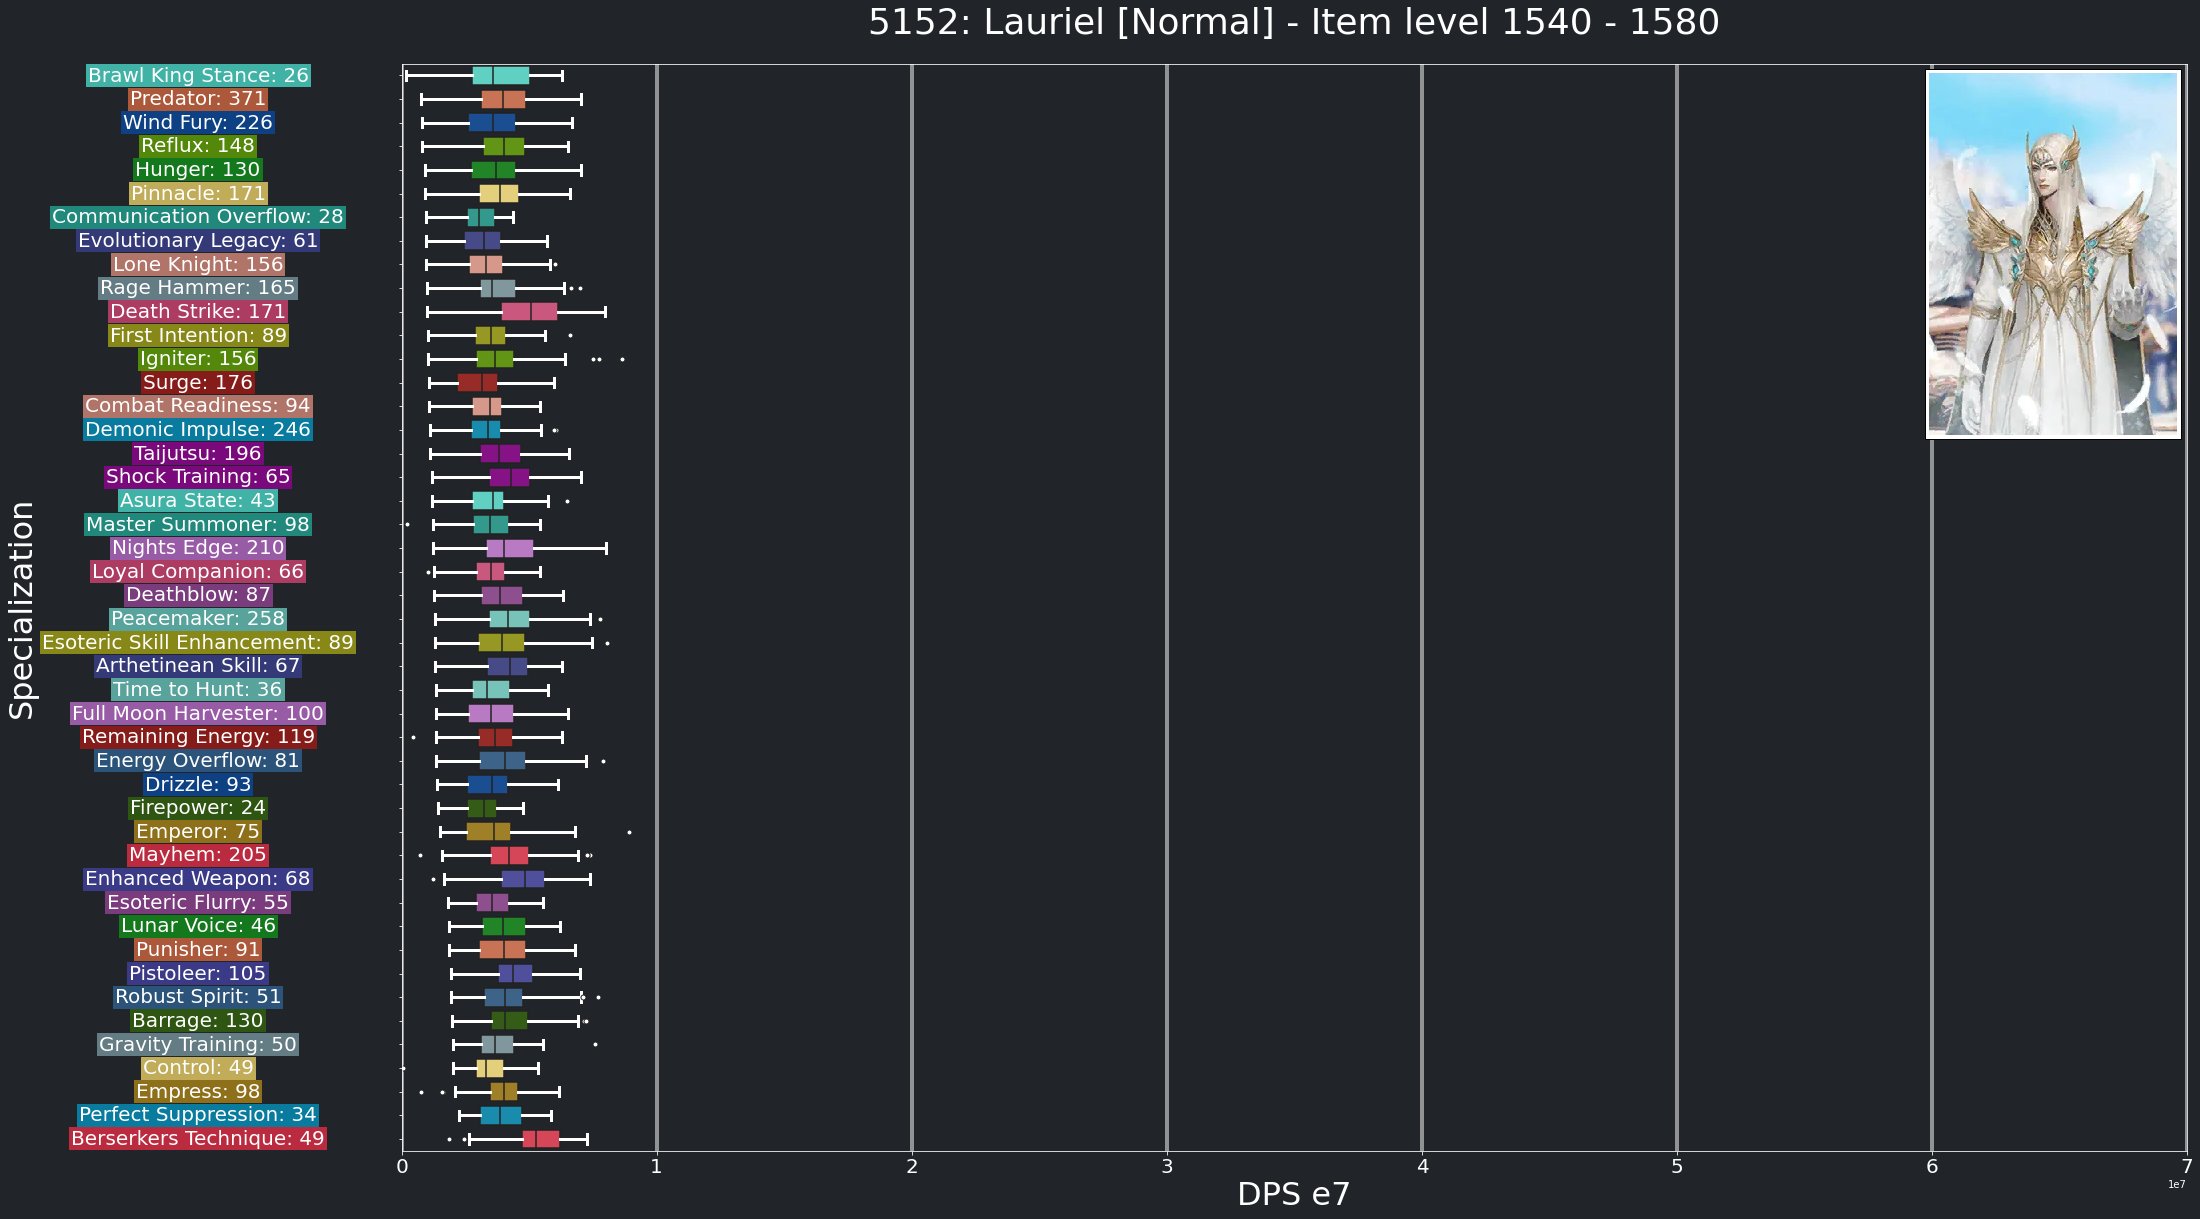 5152: Lauriel [Normal] - Item level 1540 - 1580
Brawl King Stance: 26
Predator: 371
Wind Fury: 226
Reflux: 148
Hunger: 130
Pinnacle: 171
Communication Overflow: 28
Evolutionary Legacy: 61
Lone Knight: 156
Rage Hammer: 165
Death Strike: 171
First Intention: 89
Igniter: 156
Surge: 176
Combat Readiness: 94
Demonic Impulse: 246
Taijutsu: 196
Shock Training: 65
Asura State: 43
Master Summoner: 98
Nights Edge: 210
Loyal Companion: 66
Deathblow: 87
Peacemaker: 258
Esoteric Skill Enhancement: 89
Arthetinean Skill: 67
Time to Hunt: 36
Full Moon Harvester: 100
Remaining Energy: 119
Energy Overflow: 81
Drizzle: 93
Firepower: 24
Emperor: 75
Mayhem: 205
Enhanced Weapon: 68
Esoteric Flurry: 55
Lunar Voice: 46
Punisher: 91
Pistoleer: 105
Robust Spirit: 51
Barrage: 130
Gravity Training: 50
Control: 49
Empress: 98
Perfect Suppression: 34
Berserkers Technique: 49
Specialization
0 1 2 3 4 5 6 7
DPS e7
1e7